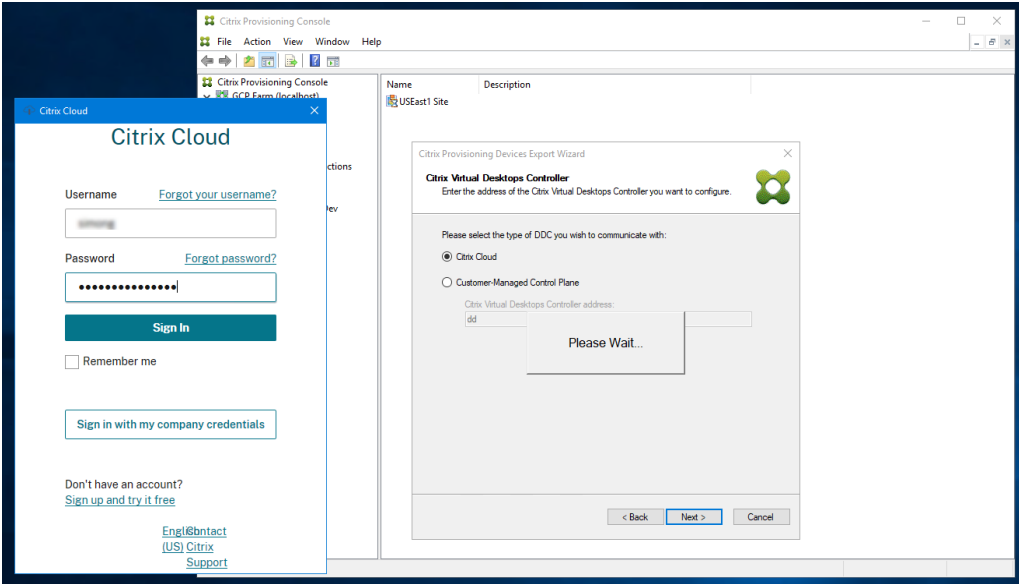 Citrix Provisioning Console
File Action View Window Help
Citrix Provisioning Console
GCP Farm (localhost)
ctions
Dev
Name Description
USEast1 Site
Citrix Cloud
Citrix Cloud
Username Forgot your username?
Password Forgot password?
Sign In
Remember me
Sign in with my company credentials
Don't have an account?
Sign up and try it free
English
(US)
Contact
Citrix
Support
Citrix Provisioning Devices Export Wizard
Citrix Virtual Desktops Controller
Enter the address of the Citrix Virtual Desktops Controller you want to configure.
Please select the type of DDC you wish to communicate with:
Citrix Cloud
Customer-Managed Control Plane
Citrix Virtual Desktops Controller address:
dd
Please Wait...
< Back Next > Cancel